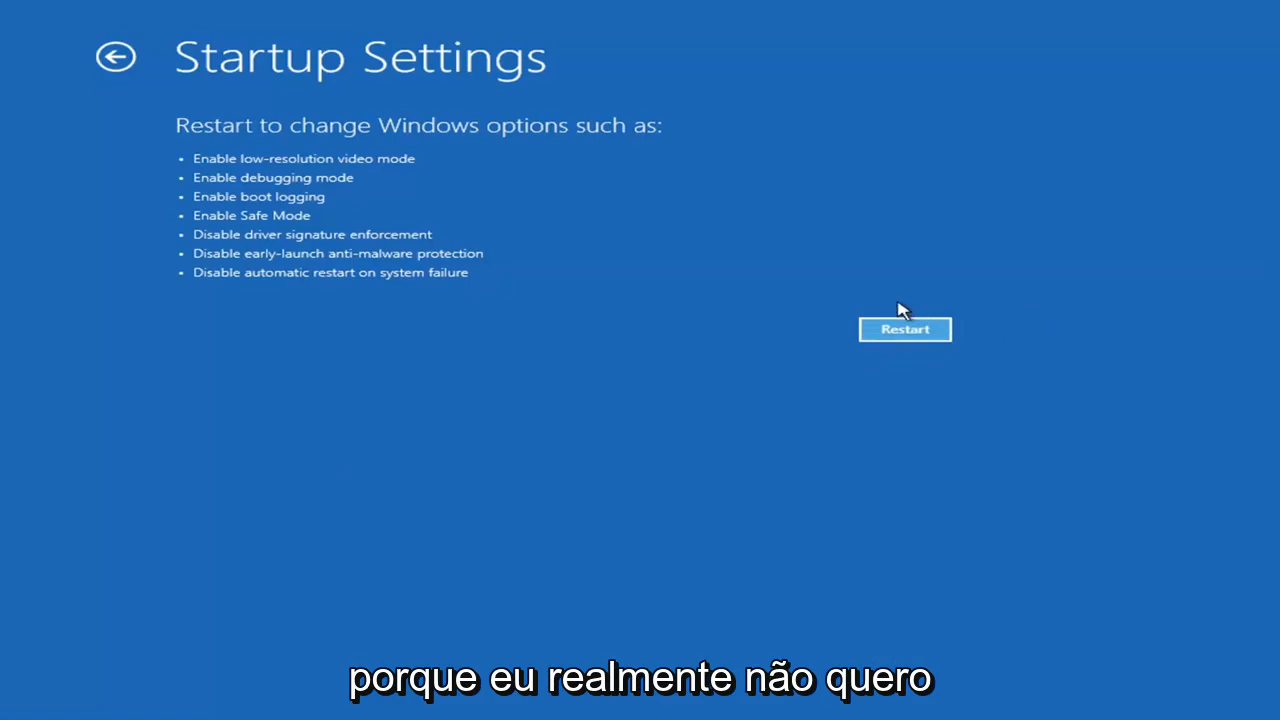 Startup Settings
Restart to change Windows options such as:
• Enable low-resolution video mode
• Enable debugging mode
• Enable boot logging
• Enable Safe Mode
• Disable driver signature enforcement
• Disable early-launch anti-malware protection
• Disable automatic restart on system failure
Restart
porque eu realmente não quero